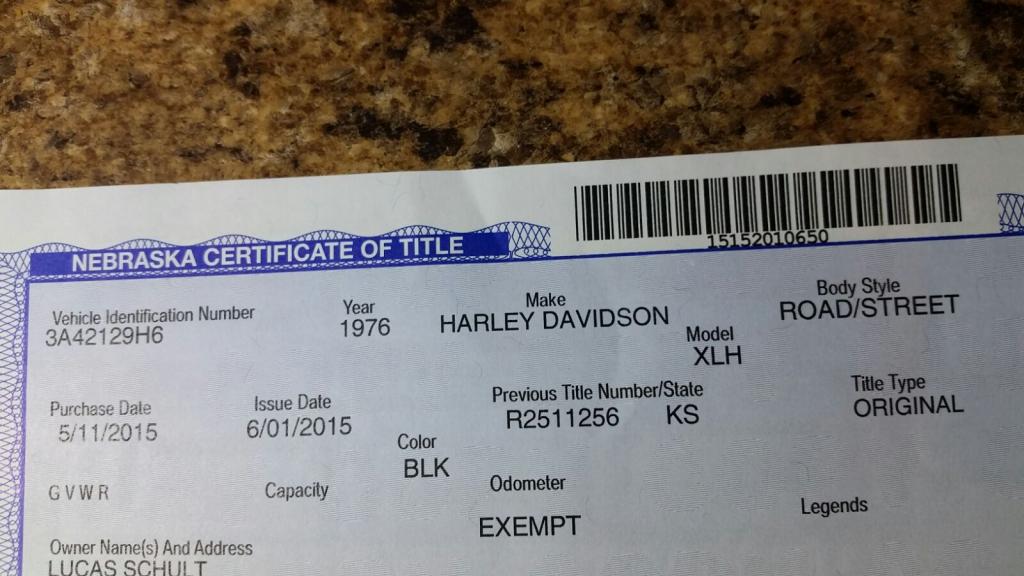 15152010650
NEBRASKA CERTIFICATE OF TITLE
Vehicle Identification Number Year Make Body Style
3A42129H6 1976 HARLEY DAVIDSON ROAD/STREET
Model
XLH
Purchase Date Issue Date Previous Title Number/State Title Type
5/11/2015 6/01/2015 R2511256 KS ORIGINAL
Color
BLK
GVWR Capacity Odometer Legends
EXEMPT
Owner Name(s) And Address
LUCAS SCHULT